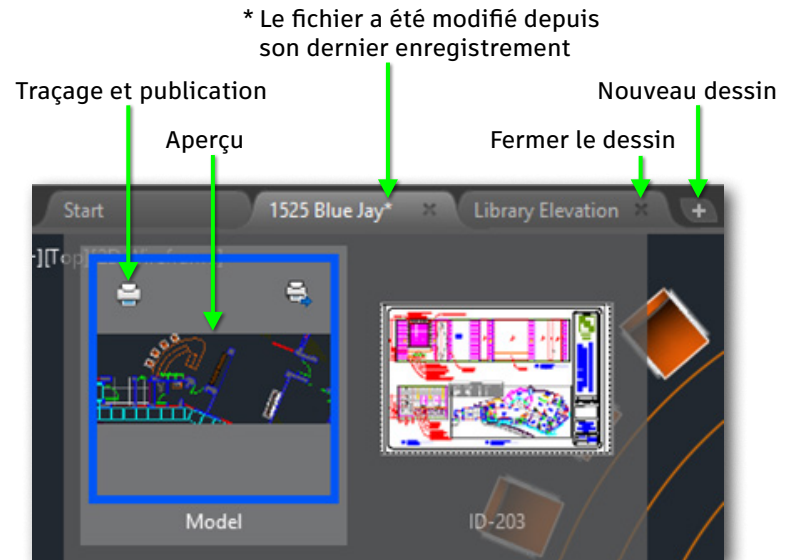 * Le fichier a été modifié depuis
son dernier enregistrement
Traçage et publication
Nouveau dessin
Aperçu
Fermer le dessin
Start
1525 Blue Jay*
Library Elevation
Model
ID-203